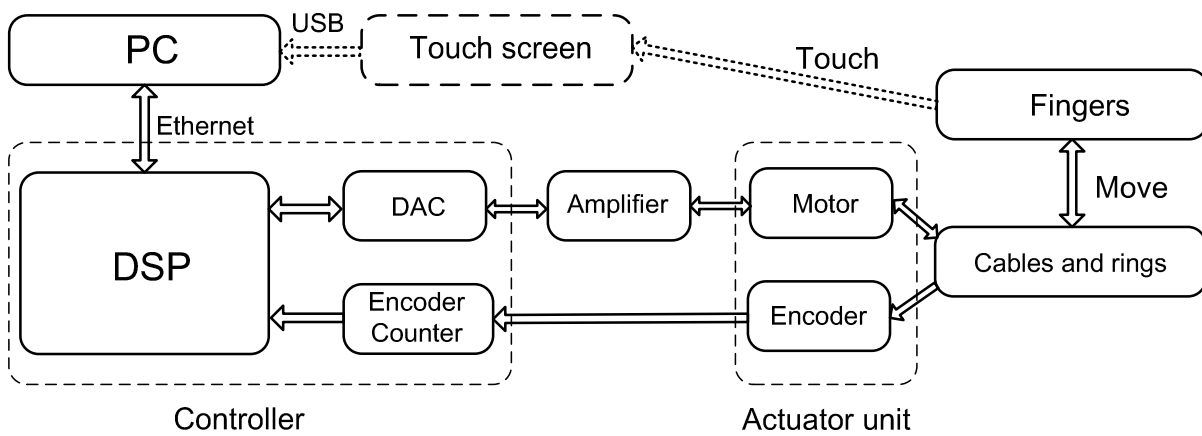 USB
PC
Touch screen
Touch
Fingers
Ethernet
Move
DSP
DAC
Amplifier
Motor
Cables and rings
Encoder
Counter
Encoder
Controller
Actuator unit